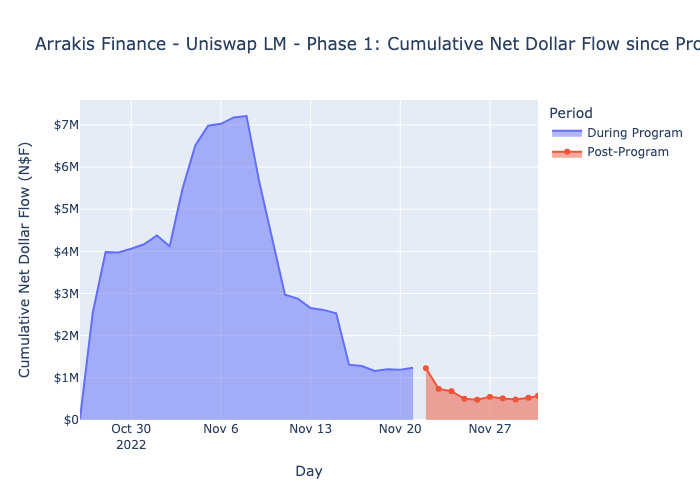 Arrakis Finance - Uniswap LM - Phase 1: Cumulative Net Dollar Flow since
Period
During Program
Post-Program
Cumulative Net Dollar Flow (N$F)
$7M
$6M
$5M
$4M
$3M
$2M
$1M
$0
Oct 30
2022
Nov 6
Nov 13
Nov 20
Nov 27
Day